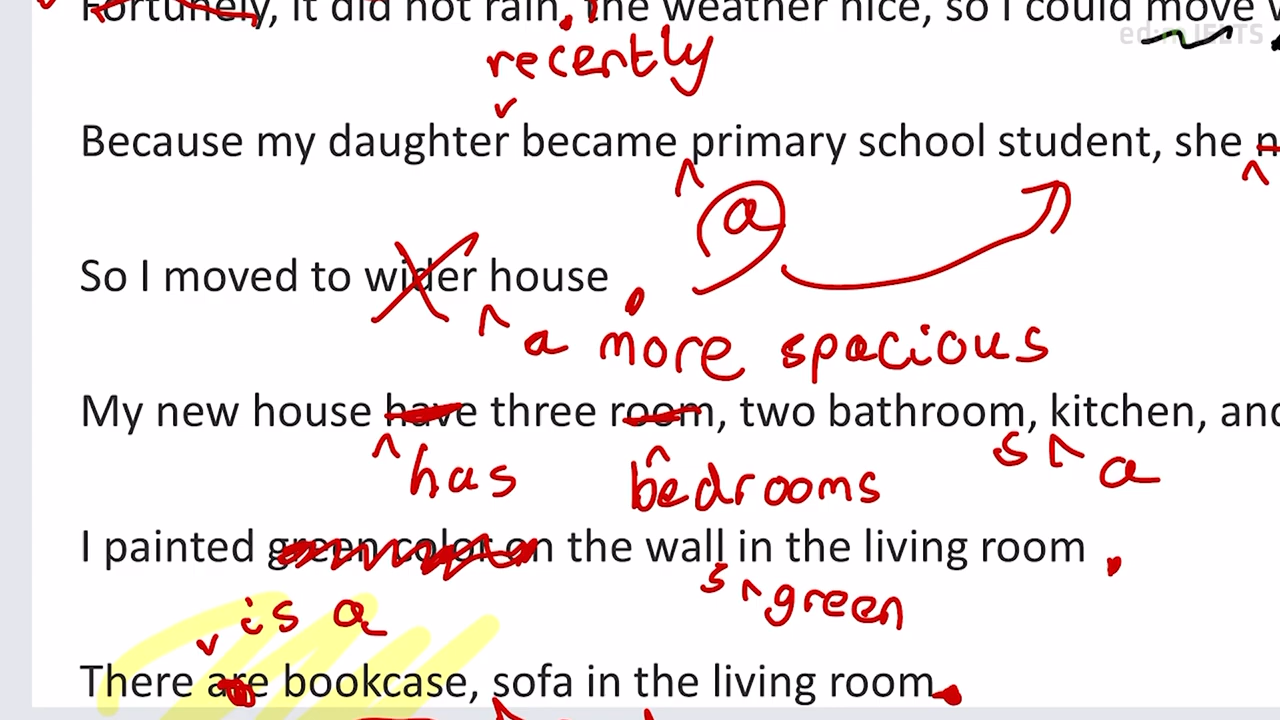 Fortunely, it did not rain, the weather nice, so I could move
ed:m IELTS
recently
Because my daughter became primary school student, she
a
So I moved to wider house
a more spacious
My new house have three room, two bathroom, kitchen, and
has bedrooms s a
I painted green color on the wall in the living room.
s green
is a
There are bookcase, sofa in the living room.